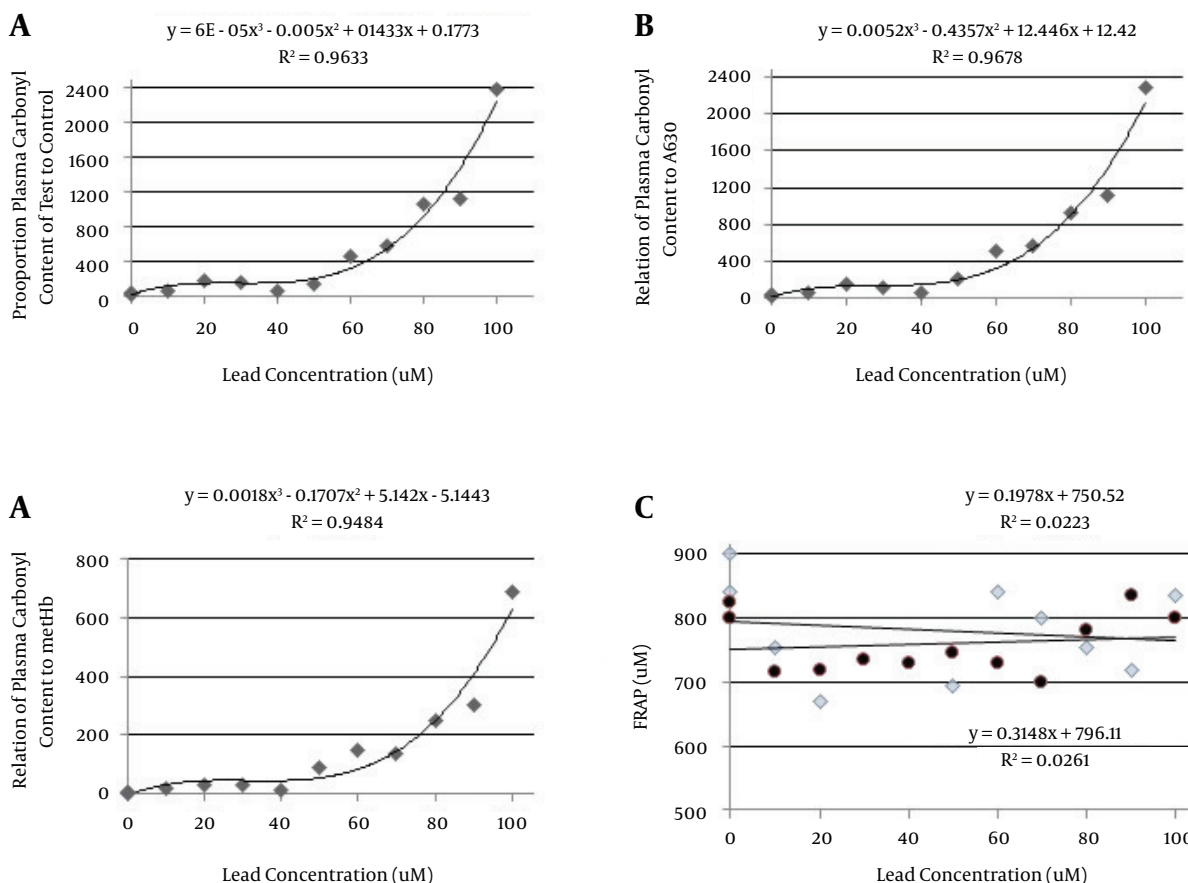 A
y = 6E - 05x³ - 0.005x² + 01433x + 0.1773
R² = 0.9633
Prooportion Plasma Carbonyl
Content of Test to Control
2400
2000
1600
1200
800
400
0
0 20 40 60 80 100
Lead Concentration (uM)
B
y = 0.0052x³ - 0.4357x² + 12.446x + 12.42
R² = 0.9678
Relation of Plasma Carbonyl
Content to A630
2400
2000
1600
1200
800
400
0
0 20 40 60 80 100
Lead Concentration (uM)
A
y = 0.0018x³ - 0.1707x² + 5.142x - 5.1443
R² = 0.9484
Relation of Plasma Carbonyl
Content to metHb
800
600
400
200
0
0 20 40 60 80 100
Lead Concentration (uM)
C
y = 0.1978x + 750.52
R² = 0.0223
FRAP (uM)
900
800
700
600
500
y = 0.3148x + 796.11
R² = 0.0261
0 20 40 60 80 100
Lead Concentration (uM)